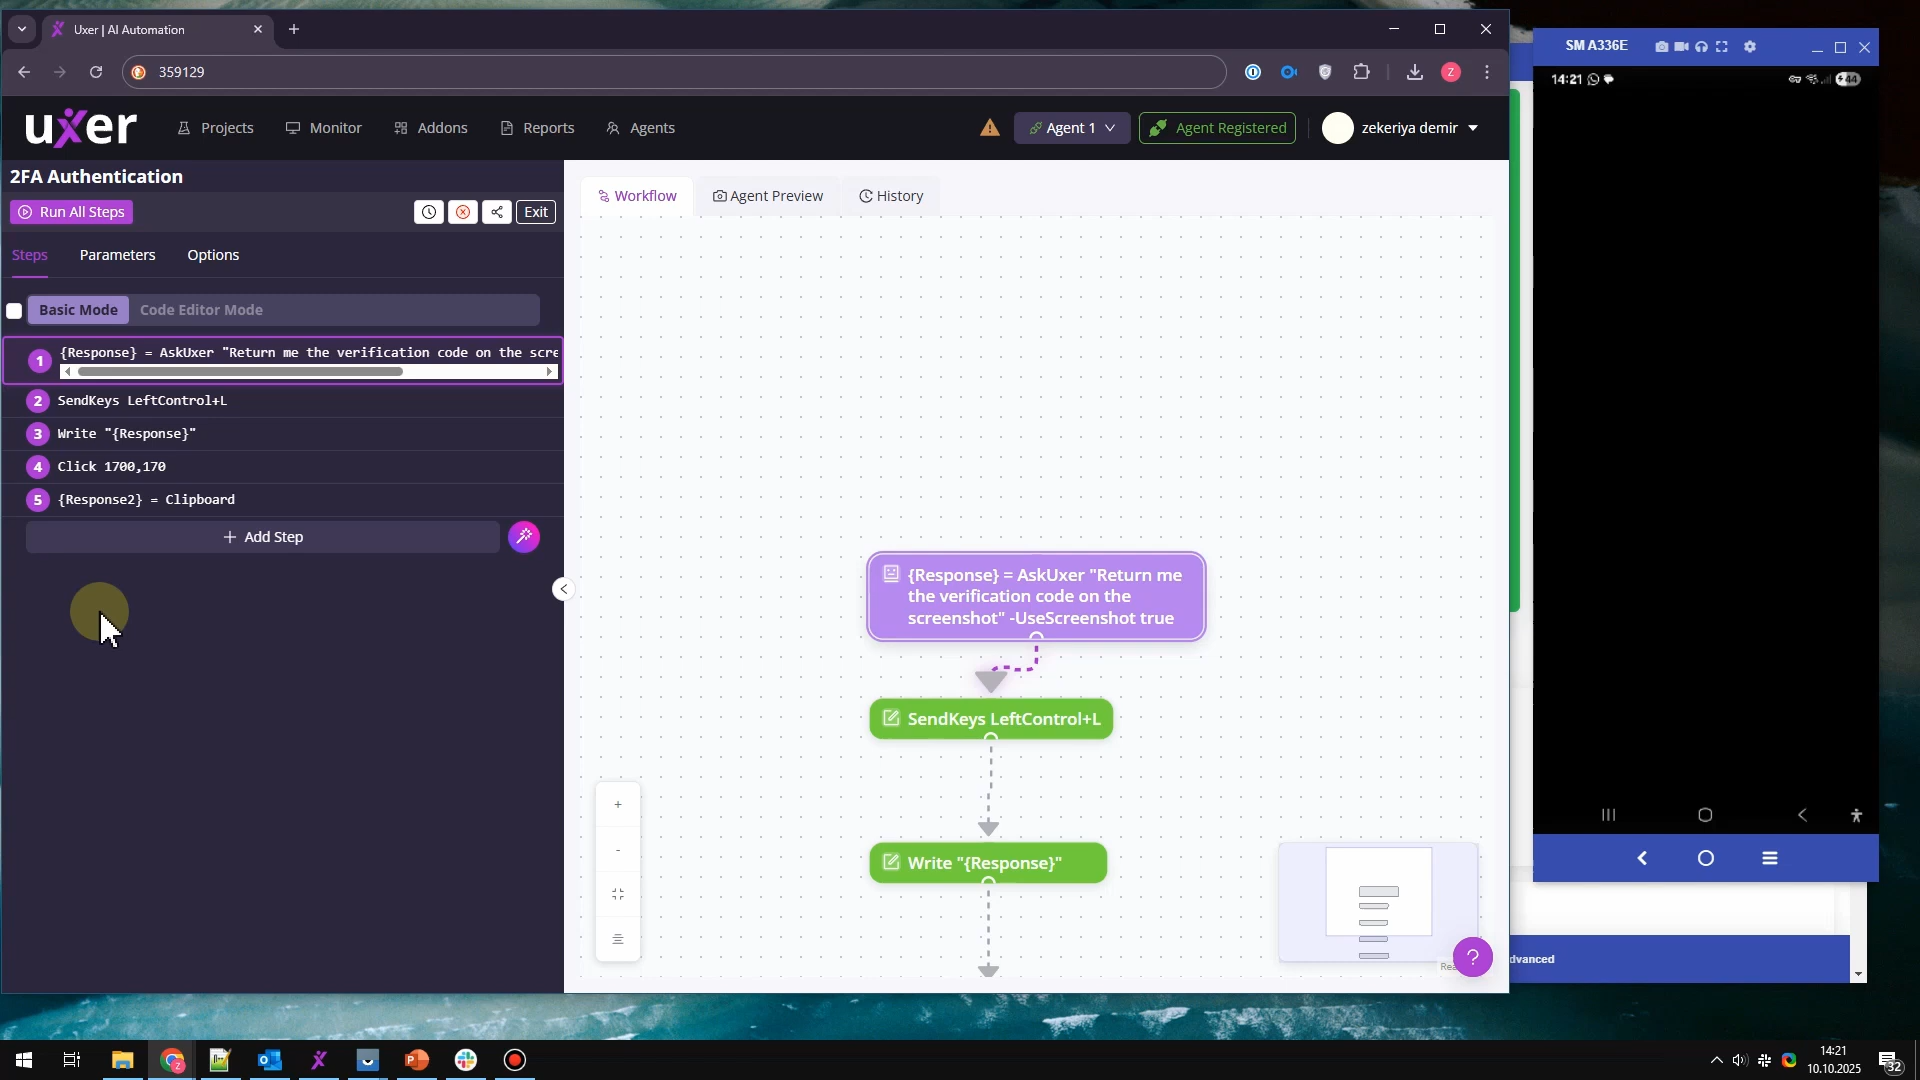 Uxer | AI Automation
359129
SM A336E
14:21
44
uxer
Projects
Monitor
Addons
Reports
Agents
Agent 1
Agent Registered
zekeriya demir
2FA Authentication
Run All Steps
Exit
Steps
Parameters
Options
Basic Mode
Code Editor Mode
1
{Response} = AskUxer "Return me the verification code on the scre
2
SendKeys LeftControl+L
3
Write "{Response}"
4
Click 1700,170
5
{Response2} = Clipboard
+ Add Step
Workflow
Agent Preview
History
{Response} = AskUxer "Return me
the verification code on the
screenshot" -UseScreenshot true
SendKeys LeftControl+L
Write "{Response}"
+
-
Rea
?
dvanced
Z
14:21
10.10.2025
32